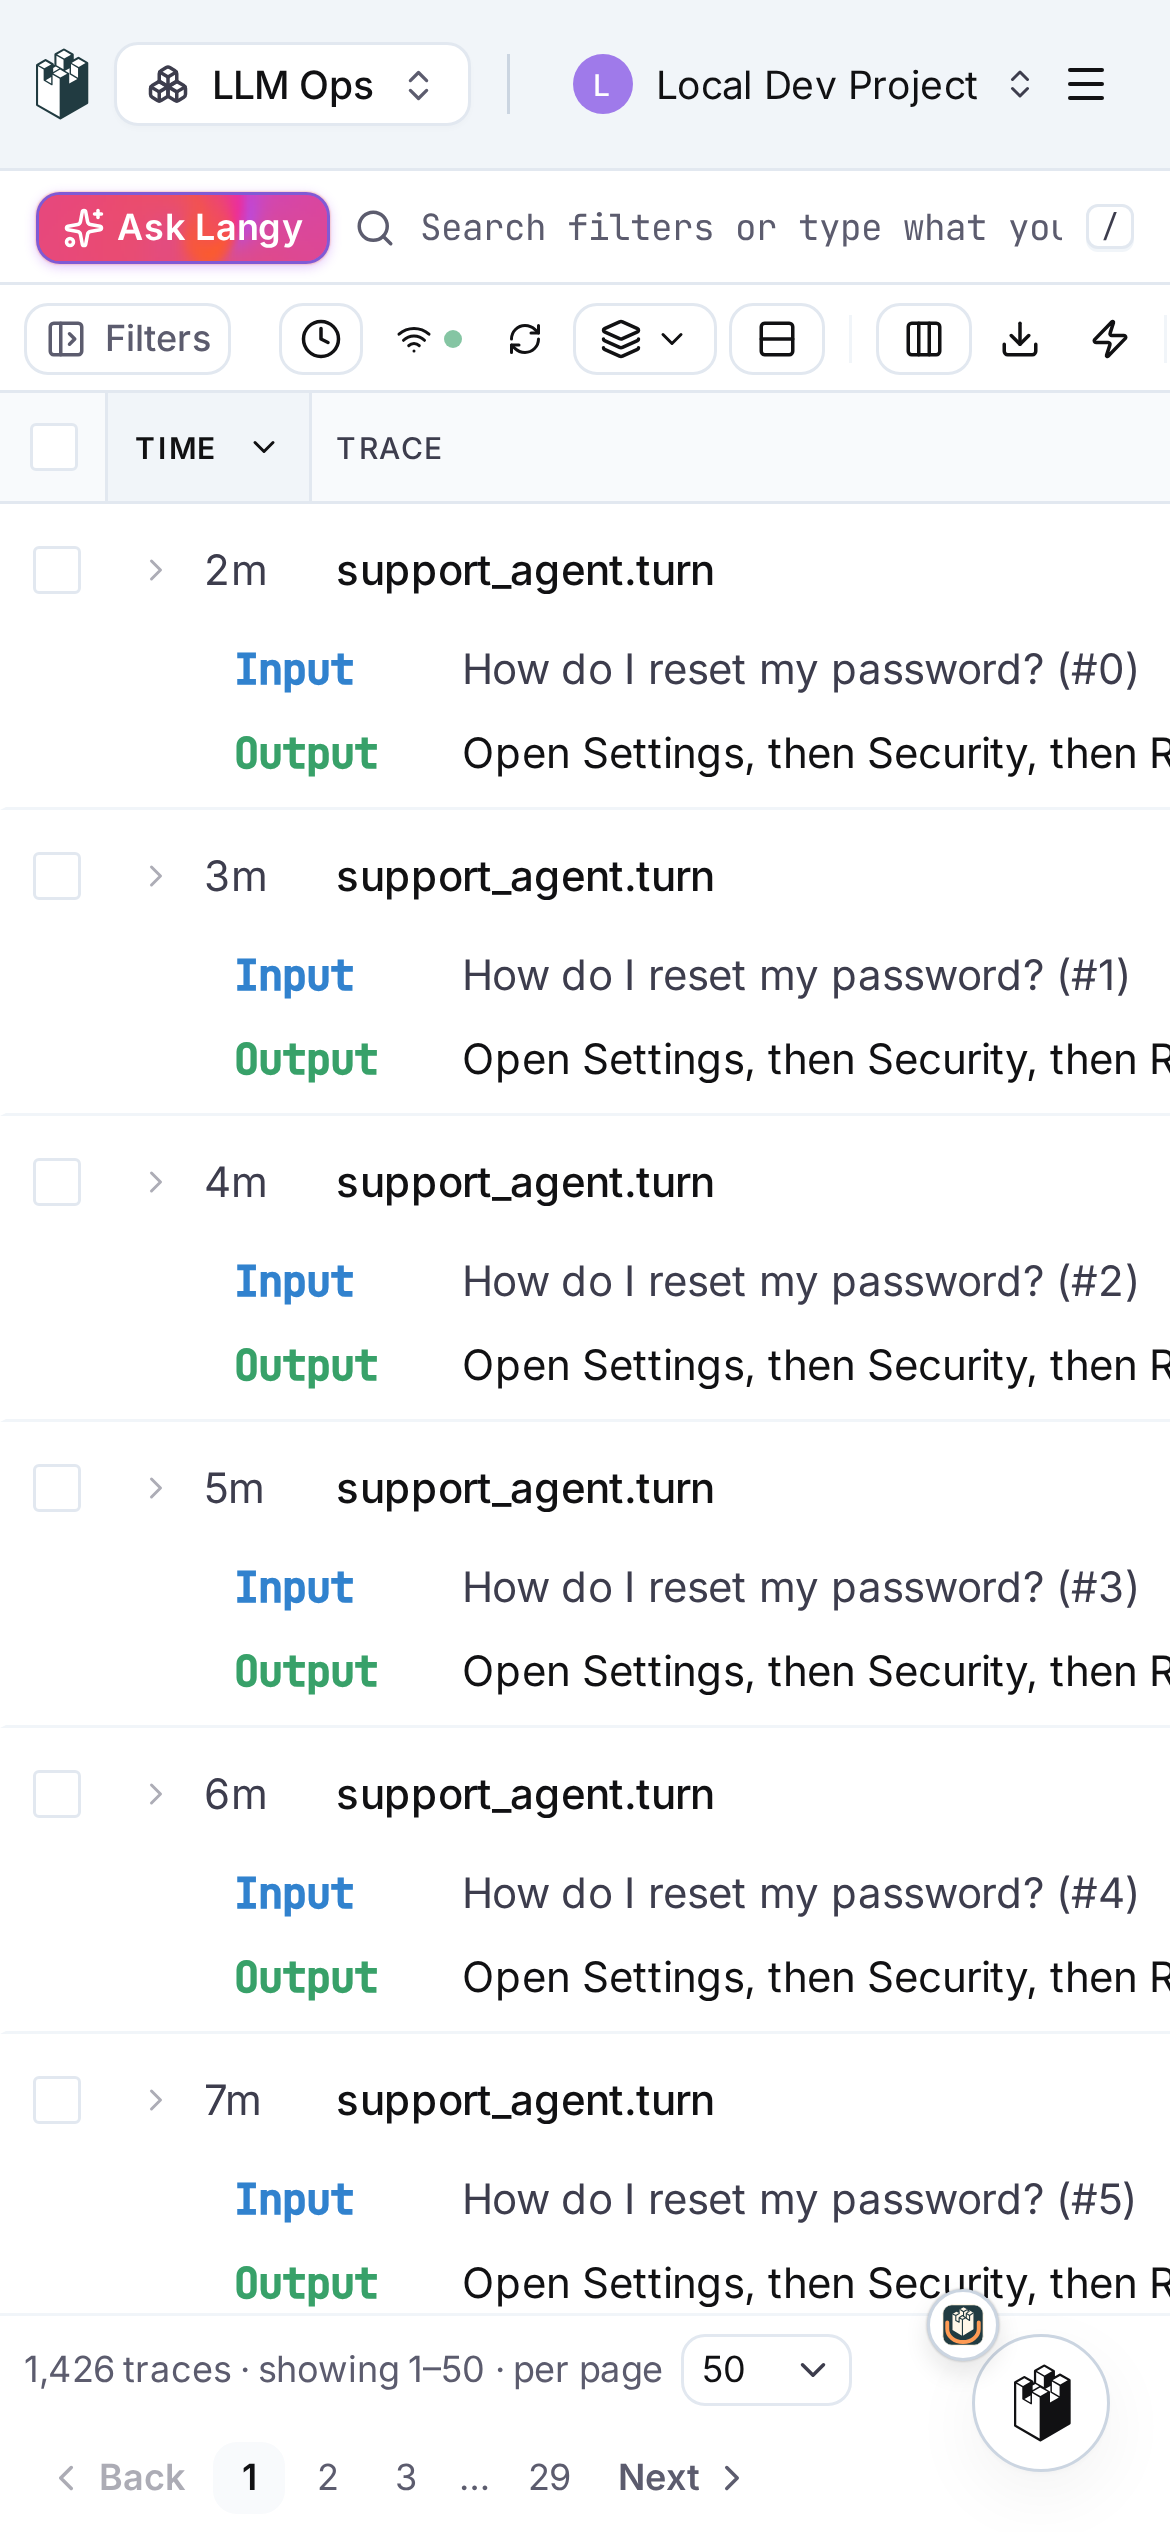 LLM Ops
L Local Dev Project
Ask Langy
Search filters or type what you /
Filters
TIME TRACE
2m support_agent.turn
Input How do I reset my password? (#0)
Output Open Settings, then Security, then R
3m support_agent.turn
Input How do I reset my password? (#1)
Output Open Settings, then Security, then R
4m support_agent.turn
Input How do I reset my password? (#2)
Output Open Settings, then Security, then R
5m support_agent.turn
Input How do I reset my password? (#3)
Output Open Settings, then Security, then R
6m support_agent.turn
Input How do I reset my password? (#4)
Output Open Settings, then Security, then R
7m support_agent.turn
Input How do I reset my password? (#5)
Output Open Settings, then Security, then R
1,426 traces · showing 1–50 · per page 50
Back 1 2 3 ... 29 Next